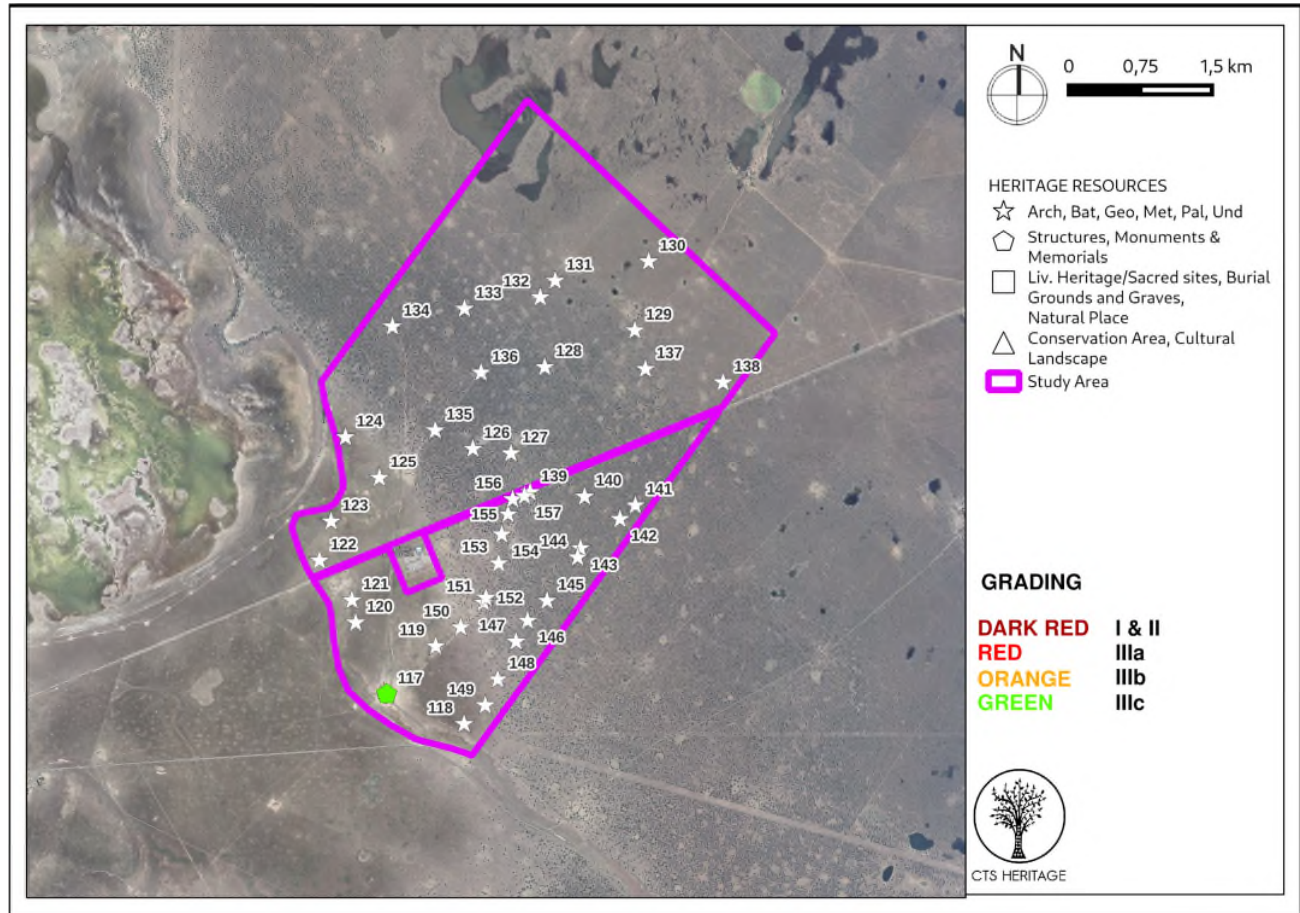 N
0 0,75 1,5 km
HERITAGE RESOURCES
Arch, Bat, Geo, Met, Pal, Und
Structures, Monuments &
Memorials
Liv. Heritage/Sacred sites, Burial
Grounds and Graves,
Natural Place
Conservation Area, Cultural
Landscape
Study Area
GRADING
DARK RED I & II
RED IIIa
ORANGE IIIb
GREEN IIIc
CTS HERITAGE
130
131
132
133
134
129
128
136
137
138
124
135
126
127
125
139
156
140
141
123
155
157
142
153
144
122
154
143
121
151
152
145
120
150
147
119
146
148
117
149
118